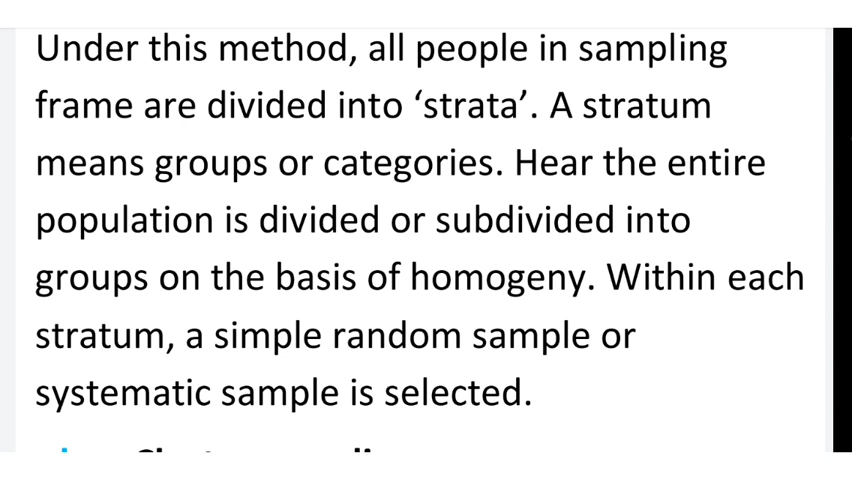 Under this method, all people in sampling
frame are divided into ‘strata’. A stratum
means groups or categories. Hear the entire
population is divided or subdivided into
groups on the basis of homogeny. Within each
stratum, a simple random sample or
systematic sample is selected.